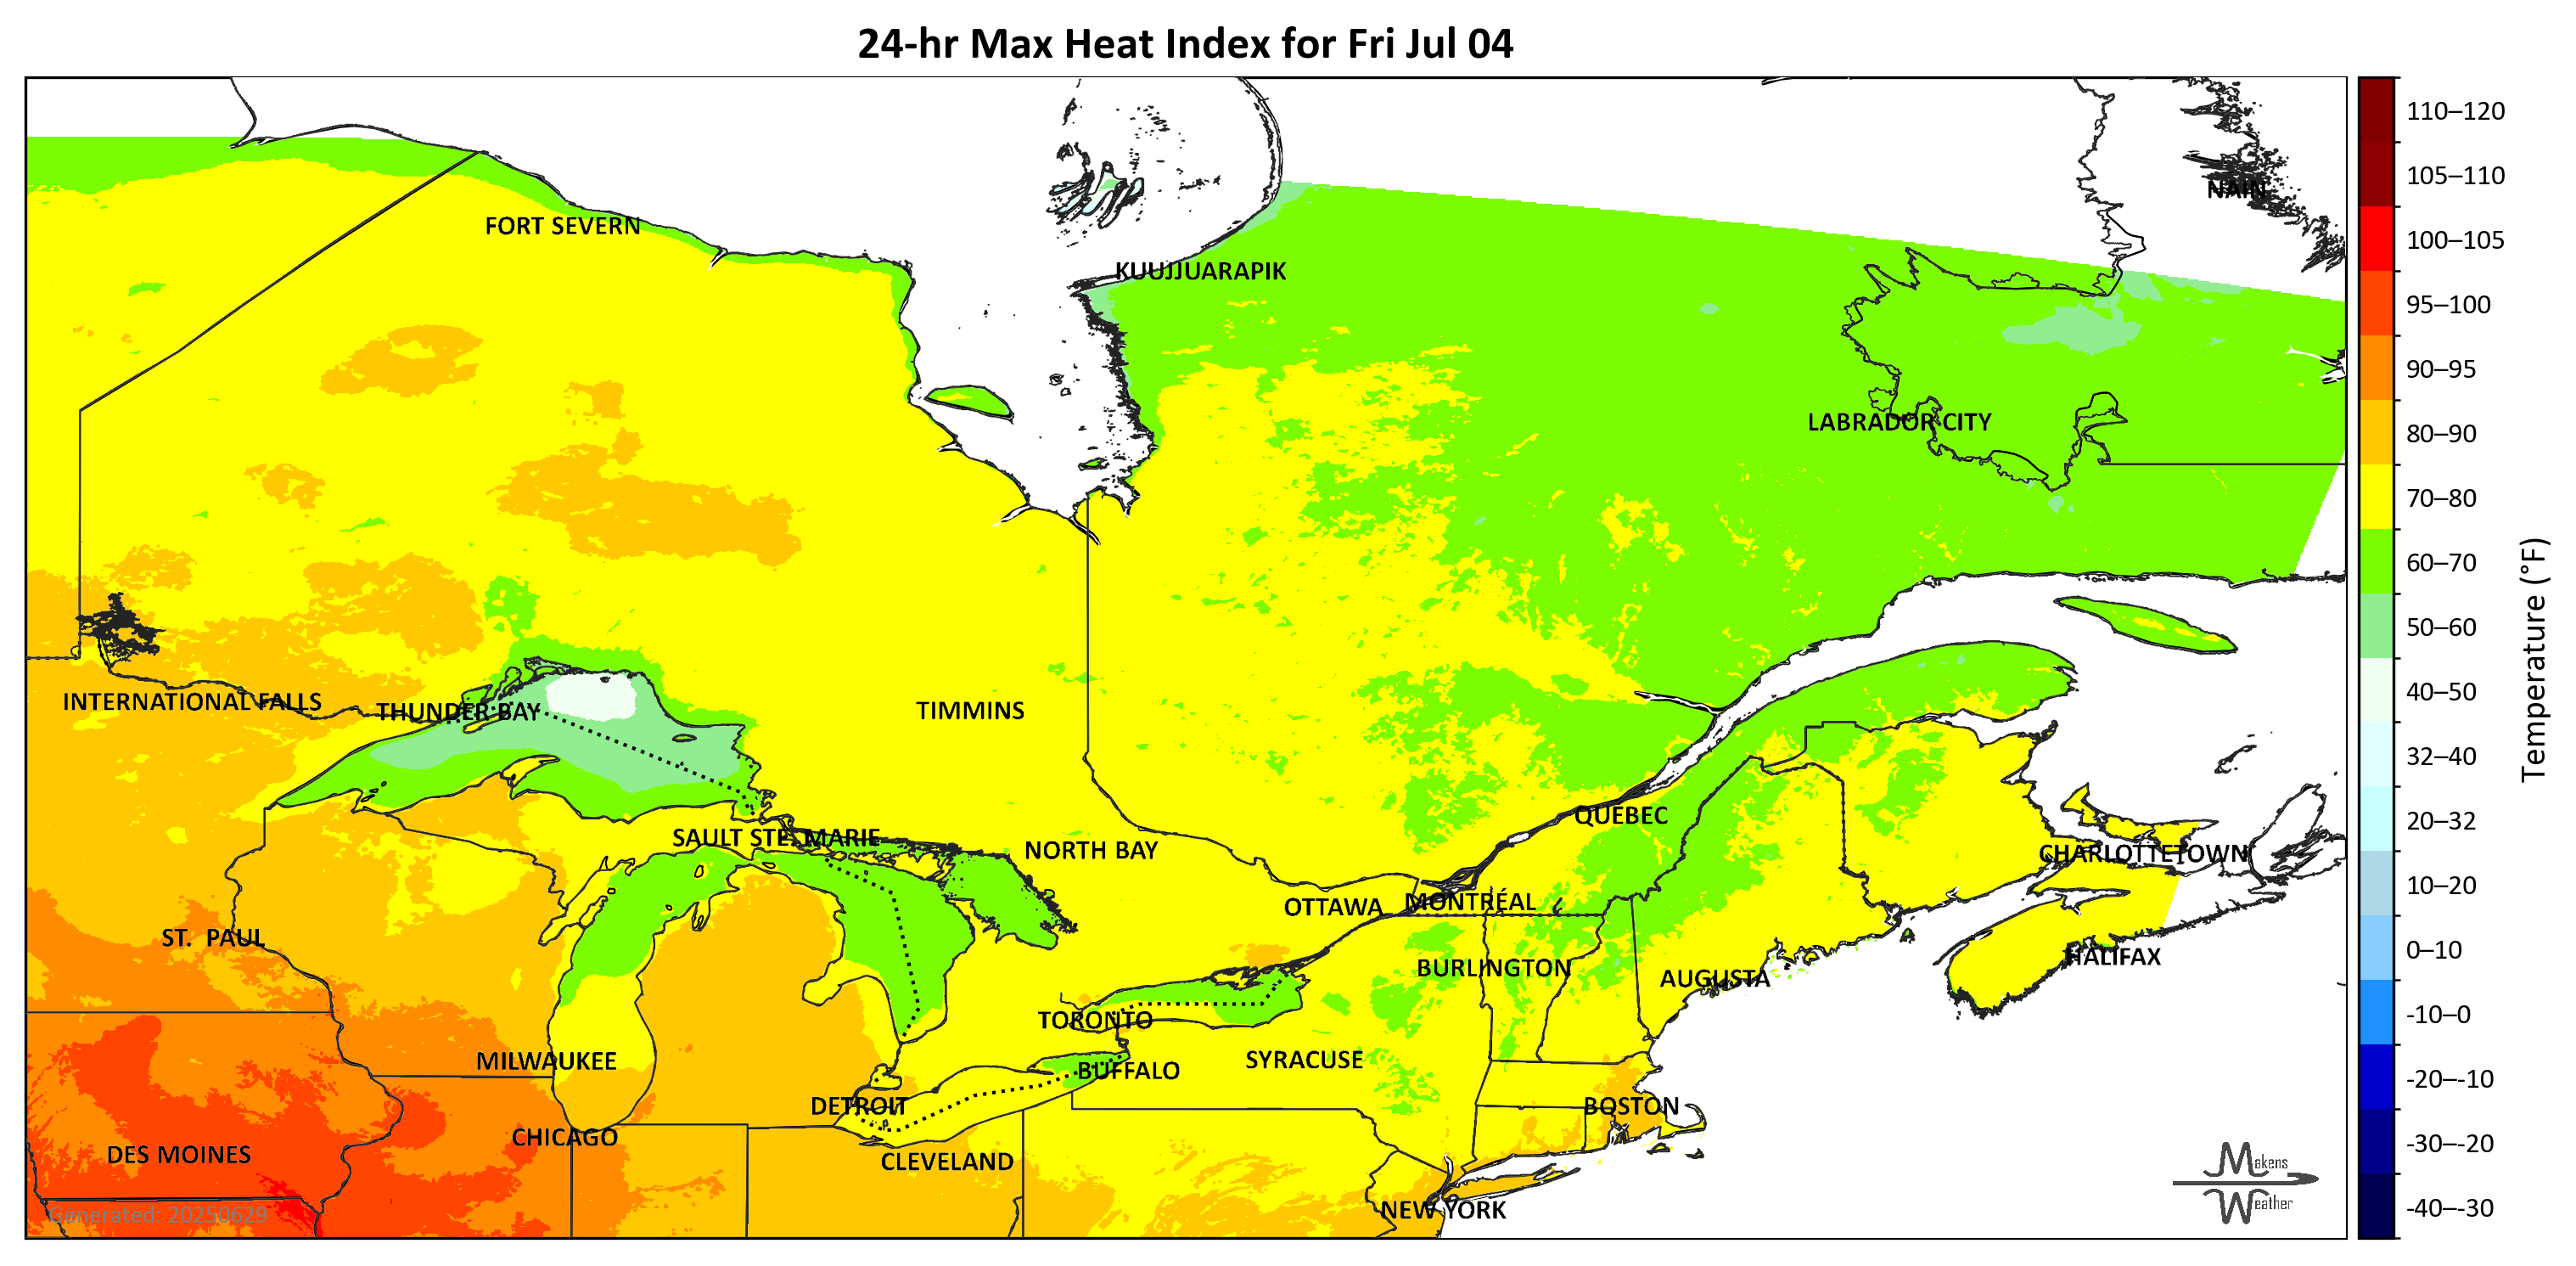 24-hr Max Heat Index for Fri Jul 04
110–120
105–110
100–105
95–100
90–95
80–90
70–80
60–70
50–60
40–50
32–40
20–32
10–20
0–10
-10–0
-20–-10
-30–-20
-40–-30
Temperature (°F)
NAIN
FORT SEVERN
KUUJJUARAPIK
LABRADOR CITY
INTERNATIONAL FALLS
THUNDER BAY
TIMMINS
QUEBEC
SAULT STE. MARIE
NORTH BAY
CHARLOTTETOWN
OTTAWA
MONTRÉAL
ST.  PAUL
HALIFAX
BURLINGTON
AUGUSTA
TORONTO
MILWAUKEE
SYRACUSE
BUFFALO
DETROIT
BOSTON
CHICAGO
DES MOINES
CLEVELAND
NEW YORK
Generated: 20250629
Makens
Weather